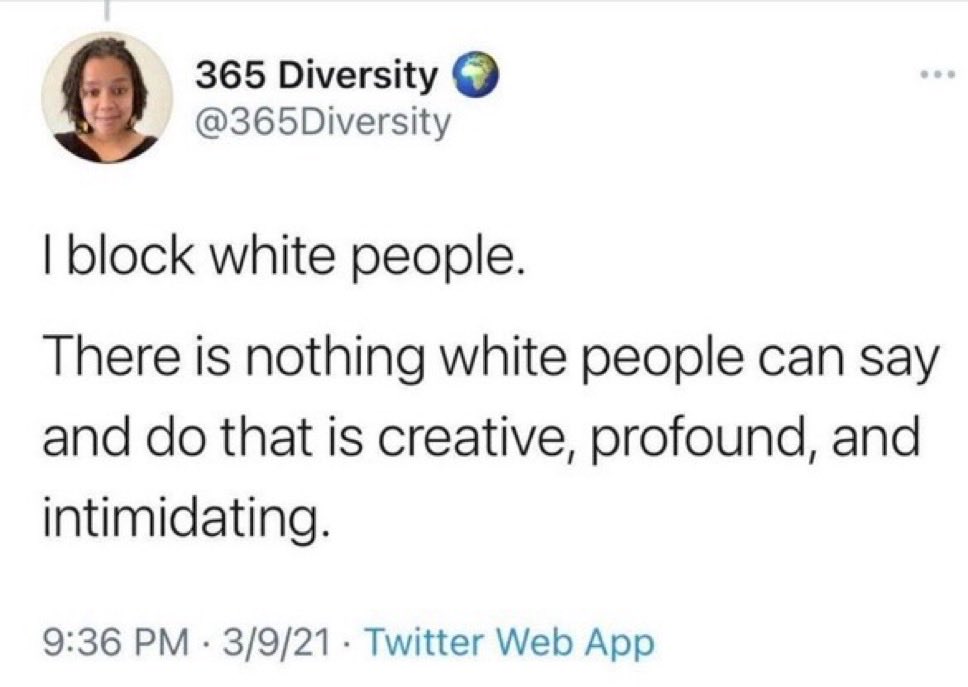 365 Diversity 🌍
@365Diversity
I block white people.
There is nothing white people can say
and do that is creative, profound, and
intimidating.
9:36 PM · 3/9/21 · Twitter Web App